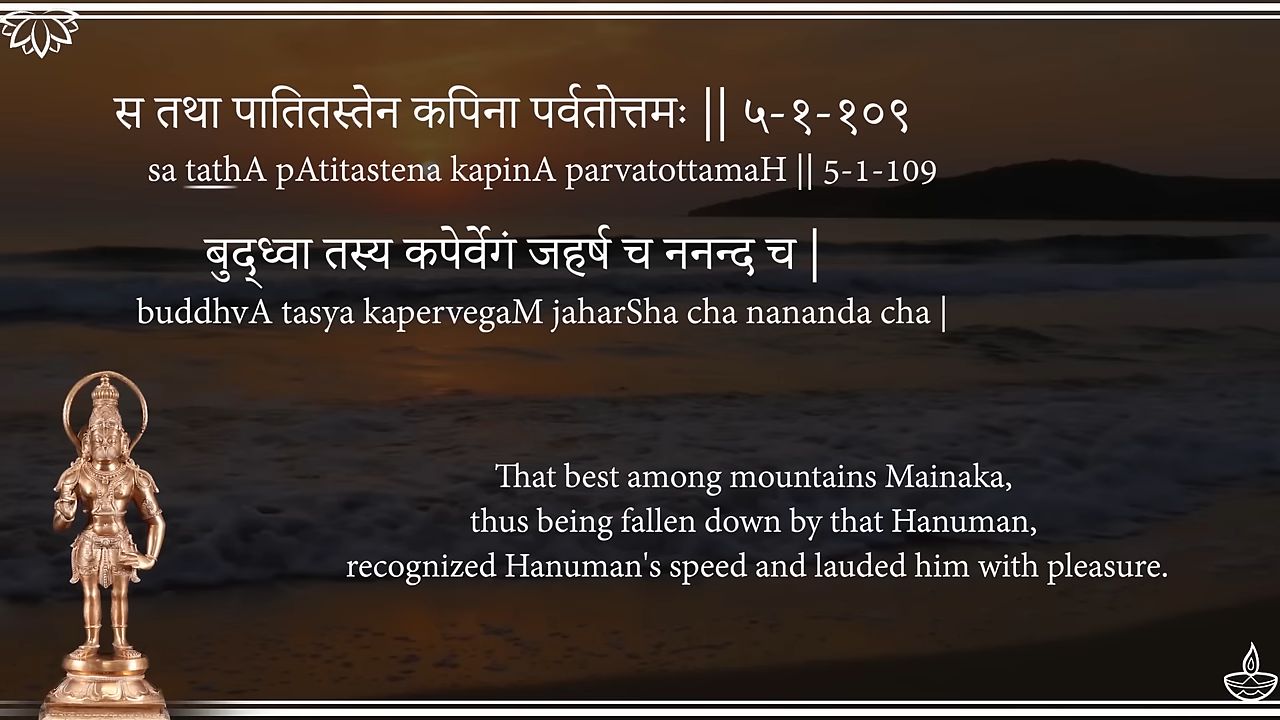 स तथा पातितस्तेन कपिना पर्वतोत्तमः || ५-१-१०९
sa tathA pAtitastena kapinA parvatottamaH || 5-1-109
बुद्ध्वा तस्य कपेर्वेगं जहर्ष च ननन्द च |
buddhvA tasya kapervegaM jaharSha cha nananda cha |
That best among mountains Mainaka,
thus being fallen down by that Hanuman,
recognized Hanuman's speed and lauded him with pleasure.